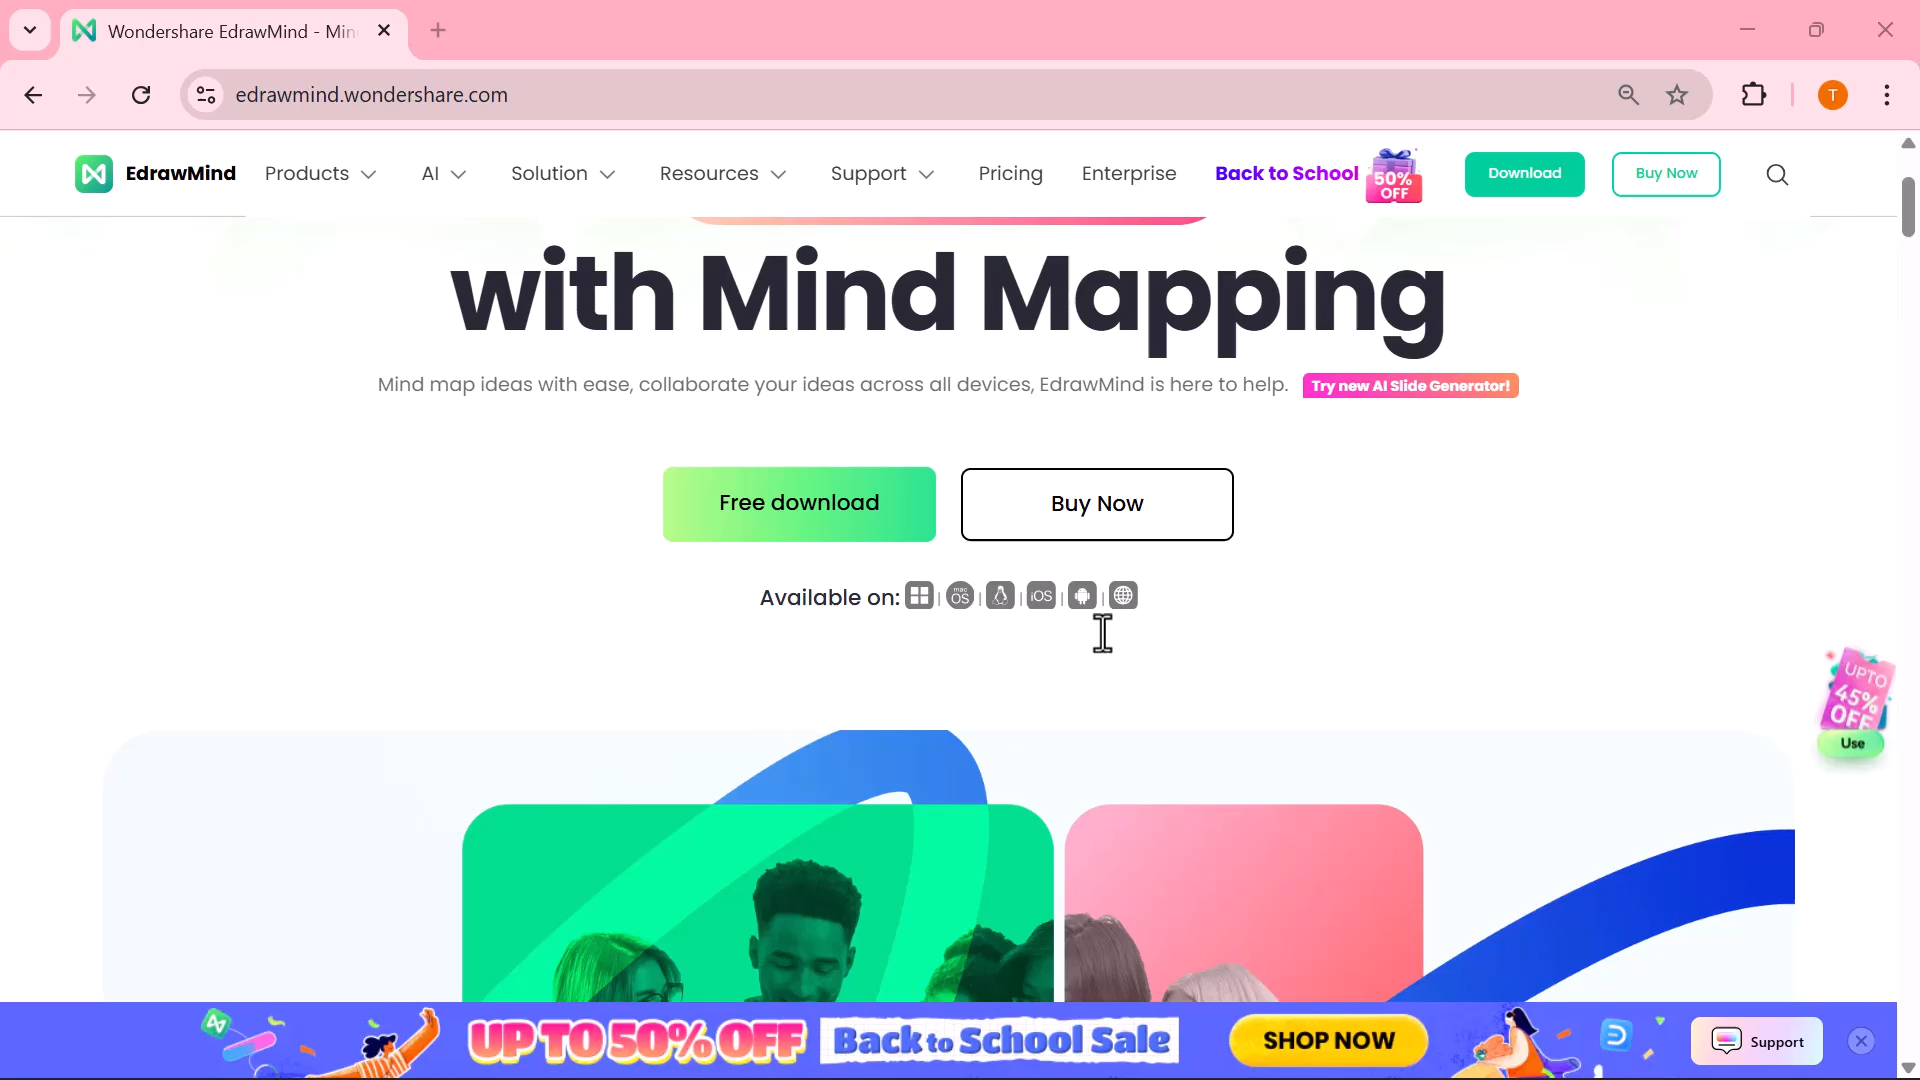 Wondershare EdrawMind - Min
edrawmind.wondershare.com
T
EdrawMind Products AI Solution Resources Support Pricing Enterprise Back to School 50% OFF Download Buy Now
with Mind Mapping
Mind map ideas with ease, collaborate your ideas across all devices, EdrawMind is here to help. Try new AI Slide Generator!
Free download Buy Now
Available on: mac OS iOS
UPTO
45%
OFF
Use
UP TO 50% OFF Back to School Sale SHOP NOW Support